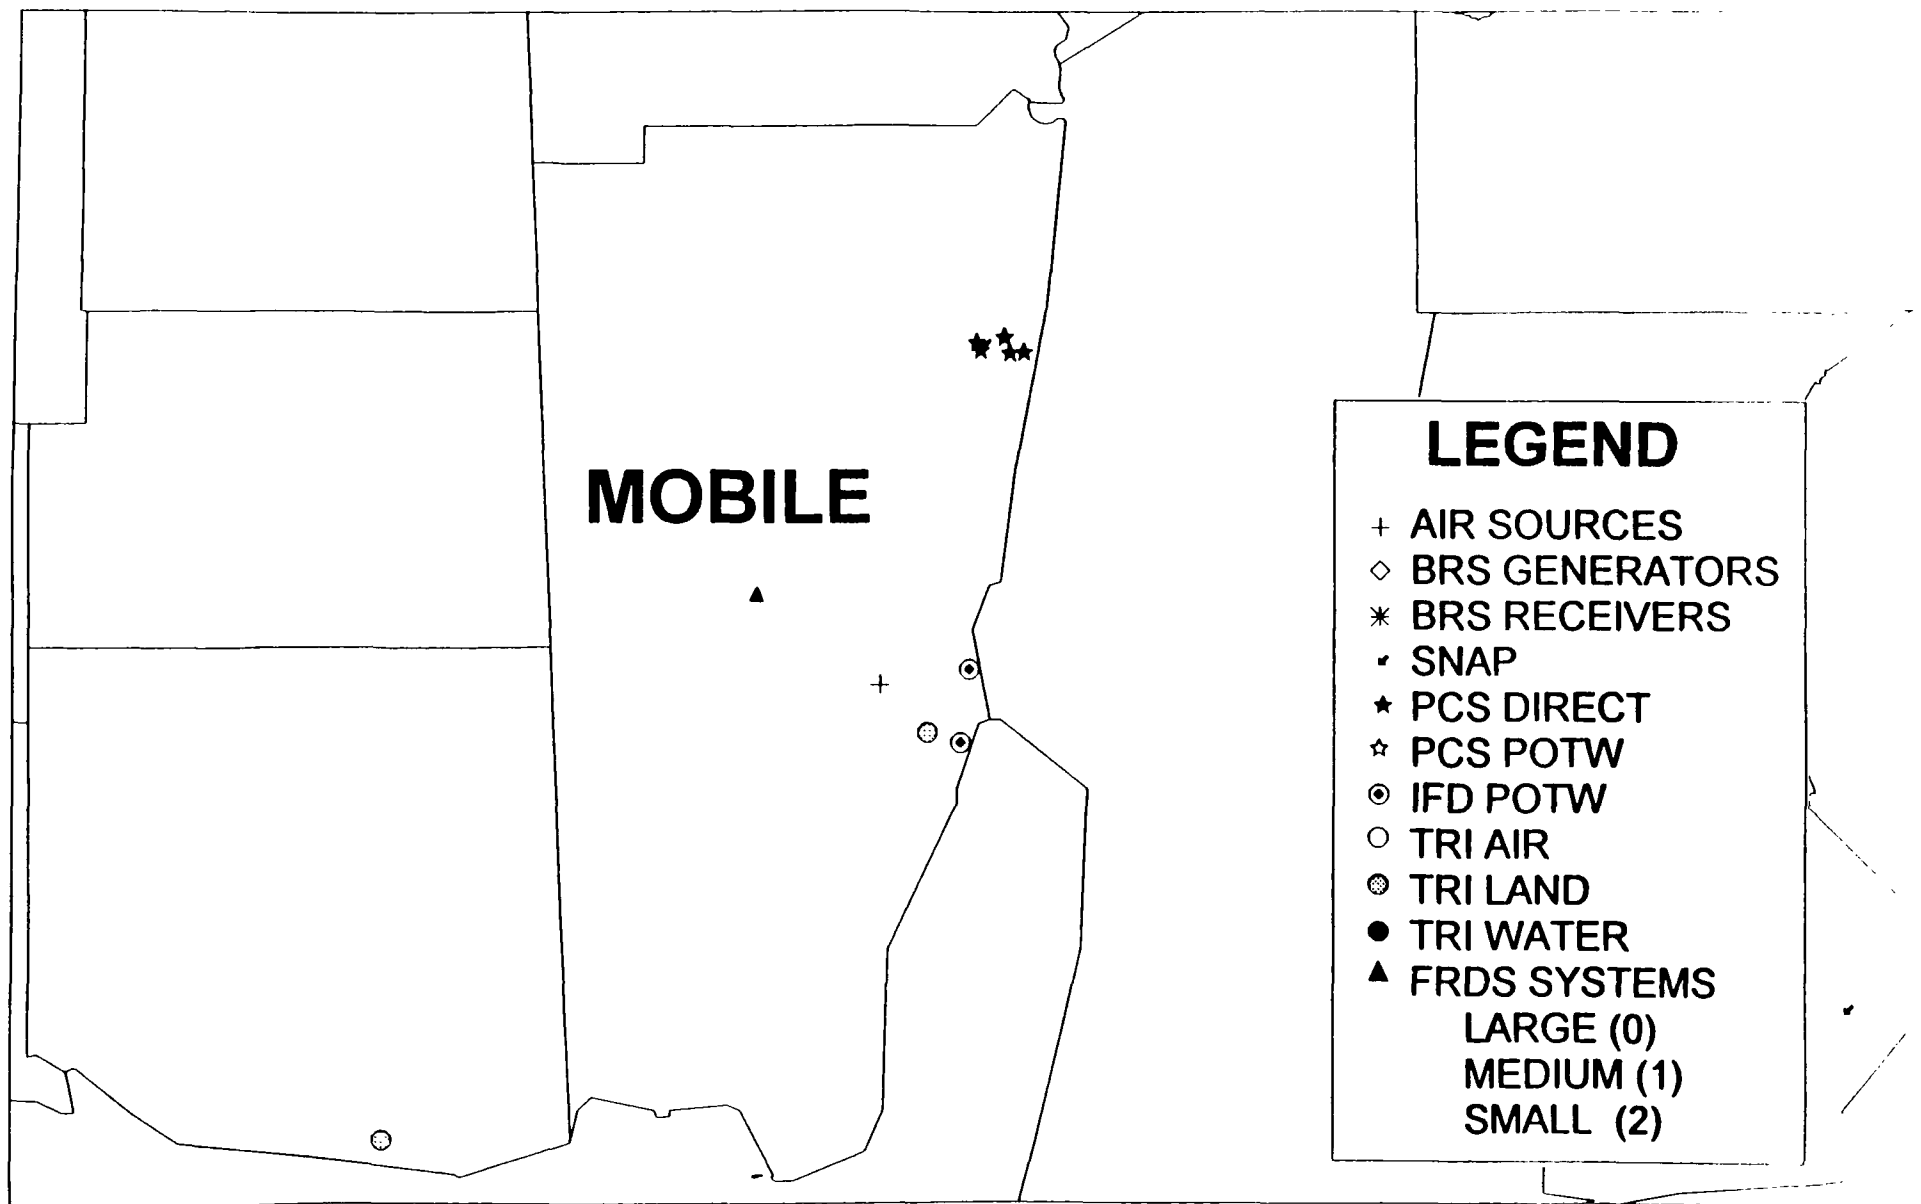 MOBILE
LEGEND
AIR SOURCES
BRS GENERATORS
BRS RECEIVERS
SNAP
PCS DIRECT
PCS POTW
IFD POTW
TRI AIR
TRI LAND
TRI WATER
FRDS SYSTEMS
LARGE (0)
MEDIUM (1)
SMALL (2)